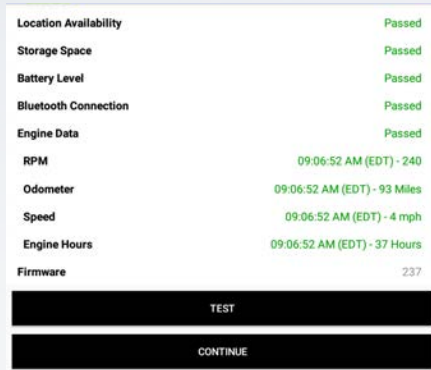 Location Availability Passed
Storage Space Passed
Battery Level Passed
Bluetooth Connection Passed
Engine Data Passed
RPM 09:06:52 AM (EDT) - 240
Odometer 09:06:52 AM (EDT) - 93 Miles
Speed 09:06:52 AM (EDT) - 4 mph
Engine Hours 09:06:52 AM (EDT) - 37 Hours
Firmware 237
TEST
CONTINUE